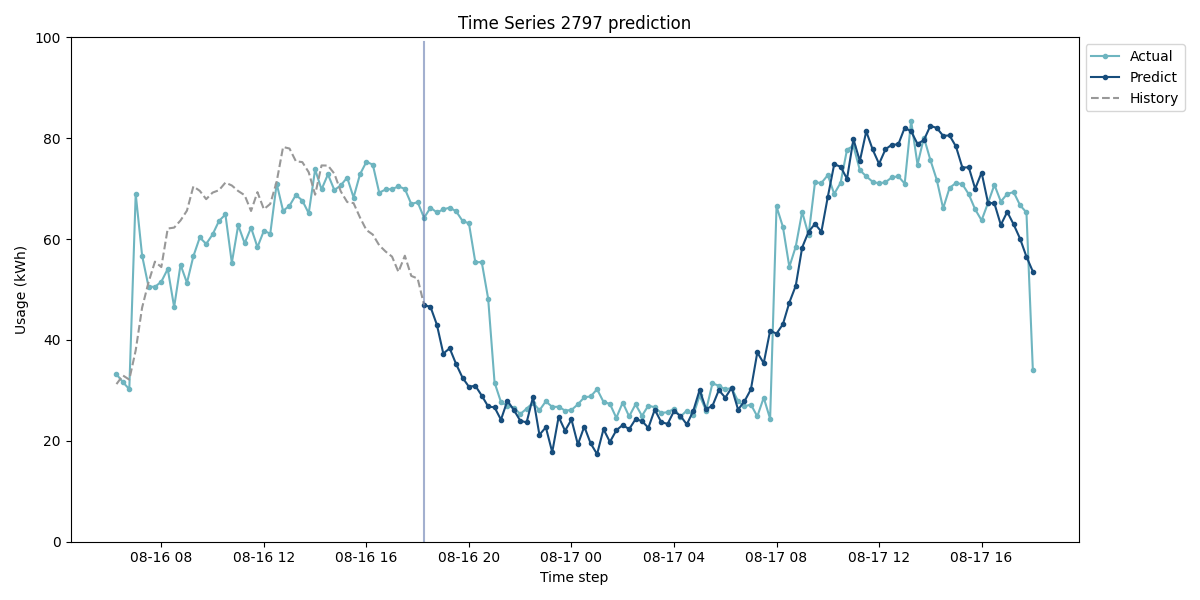 Time Series 2797 prediction
100
80
60
40
20
0
Usage (kWh)
08-16 08
08-16 12
08-16 16
08-16 20
08-17 00
08-17 04
08-17 08
08-17 12
08-17 16
Time step
Actual
Predict
History